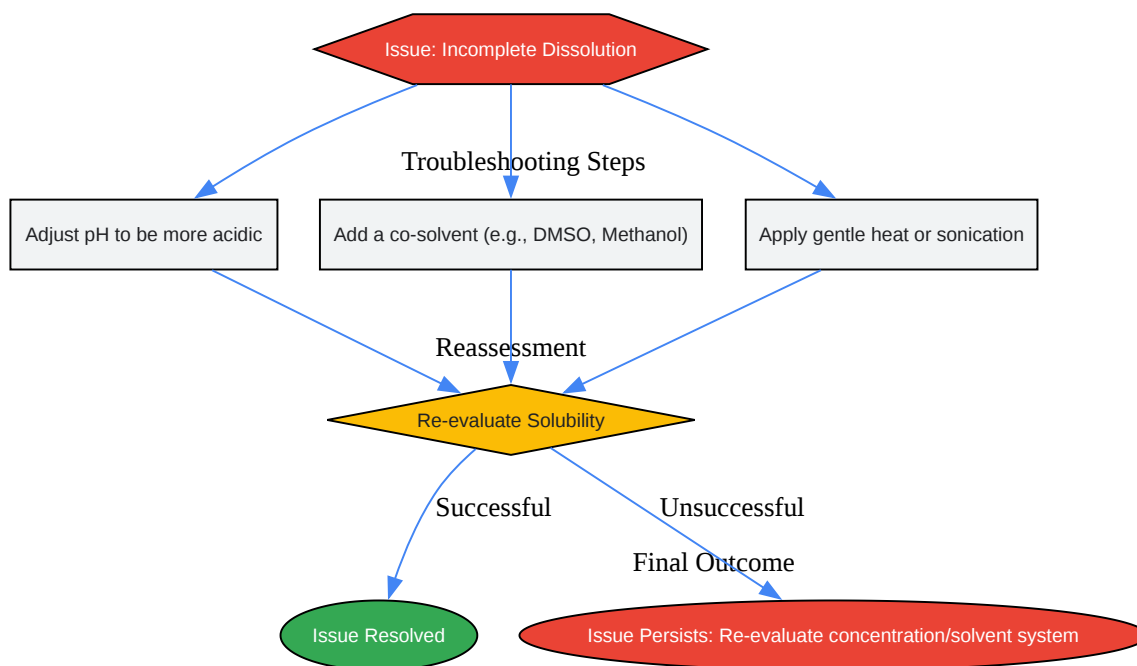 Issue: Incomplete Dissolution
Troubleshooting Steps
Adjust pH to be more acidic
Add a co-solvent (e.g., DMSO, Methanol)
Apply gentle heat or sonication
Reassessment
Re-evaluate Solubility
Successful
Unsuccessful
Final Outcome
Issue Resolved
Issue Persists: Re-evaluate concentration/solvent system